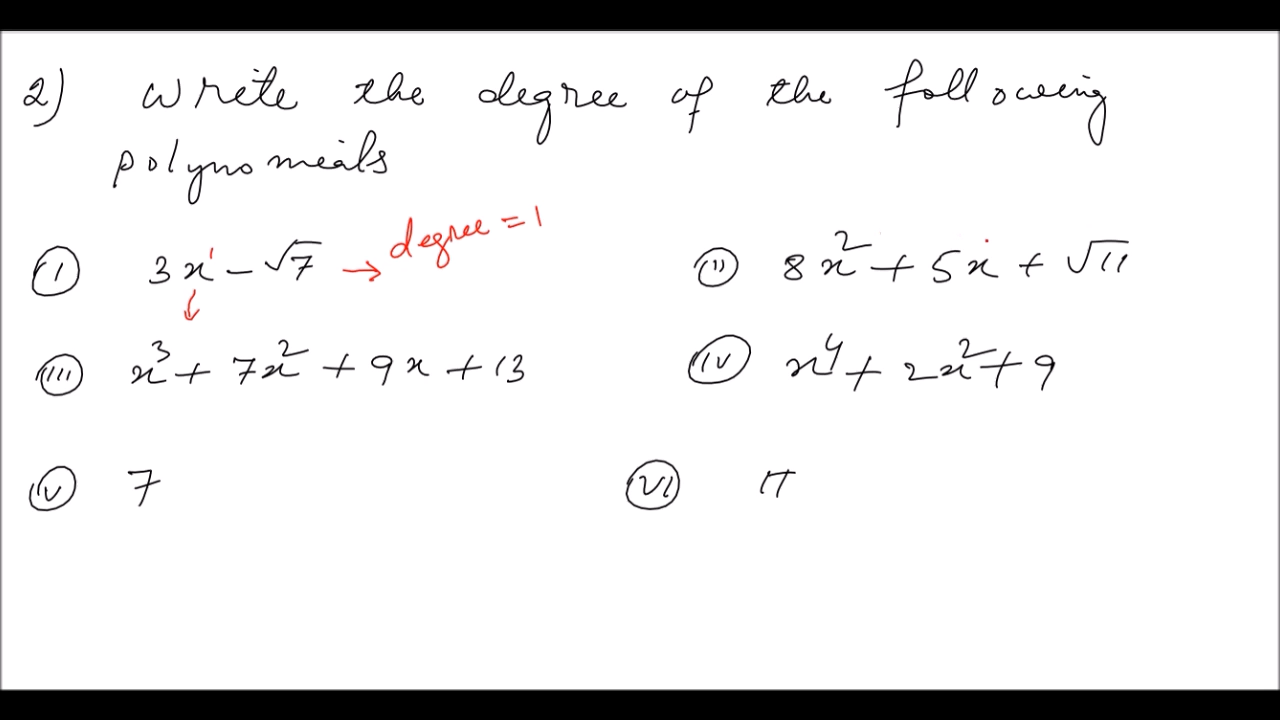 2) Write the degree of the following
polynomials
(i) 3x¹ - √7 → degree = 1
(ii) 8x² + 5x + √11
(iii) x³ + 7x² + 9x + 13
(iv) x⁴ + 2x² + 9
(v) 7
(vi) π